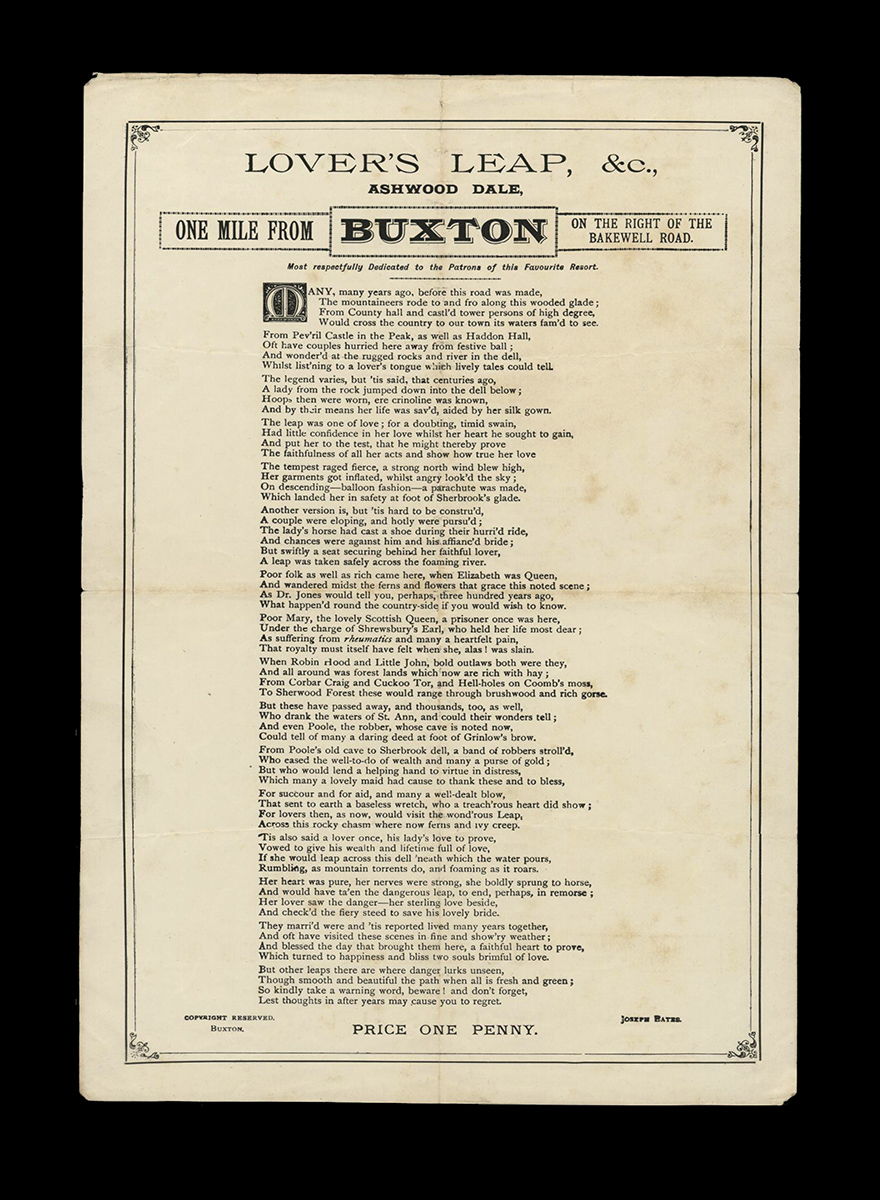 LOVER'S LEAP, &c.,
ASHWOOD DALE,
ONE MILE FROM BUXTON ON THE RIGHT OF THE BAKEWELL ROAD.
Most respectfully Dedicated to the Patrons of this Favourite Resort.
MANY, many years ago, before this road was made,
The mountaineers rode to and fro along this wooded glade;
From County hall and castl'd tower persons of high degree,
Would cross the country to our town its waters fam'd to see.
From Pev'ril Castle in the Peak, as well as Haddon Hall,
Oft have couples hurried here away from festive ball;
And wonder'd at the rugged rocks and river in the dell,
Whilst list'ning to a lover's tongue which lively tales could tell.
The legend varies, but 'tis said, that centuries ago,
A lady from the rock jumped down into the dell below;
Hoops then were worn, ere crinoline was known,
And by their means her life was sav'd, aided by her silk gown.
The leap was one of love; for a doubting, timid swain,
Had little confidence in her love whilst her heart he sought to gain,
And put her to the test, that he might thereby prove
The faithfulness of all her acts and show how true her love
The tempest raged fierce, a strong north wind blew high,
Her garments got inflated, whilst angry look'd the sky;
On descending—balloon fashion—a parachute was made,
Which landed her in safety at foot of Sherbrook's glade.
Another version is, but 'tis hard to be constru'd,
A couple were eloping, and hotly were pursu'd;
The lady's horse had cast a shoe during their hurri'd ride,
And chances were against him and his affianc'd bride;
But swiftly a seat securing behind her faithful lover,
A leap was taken safely across the foaming river.
Poor folk as well as rich came here, when Elizabeth was Queen,
And wandered midst the ferns and flowers that grace this noted scene;
As Dr. Jones would tell you, perhaps, three hundred years ago,
What happen'd round the country-side if you would wish to know.
Poor Mary, the lovely Scottish Queen, a prisoner once was here,
Under the charge of Shrewsbury's Earl, who held her life most dear;
As suffering from rheumatics and many a heartfelt pain,
That royalty must itself have felt when she, alas! was slain.
When Robin Hood and Little John, bold outlaws both were they,
And all around was forest lands which now are rich with hay;
From Corbar Craig and Cuckoo Tor, and Hell-holes on Coomb's moss,
To Sherwood Forest these would range through brushwood and rich gorse.
But these have passed away, and thousands, too, as well,
Who drank the waters of St. Ann, and could their wonders tell;
And even Poole, the robber, whose cave is noted now,
Could tell of many a daring deed at foot of Grinlow's brow.
From Poole's old cave to Sherbrook dell, a band of robbers stroll'd,
Who eased the well-to-do of wealth and many a purse of gold;
But who would lend a helping hand to virtue in distress,
Which many a lovely maid had cause to thank these and to bless,
For succour and for aid, and many a well-dealt blow,
That sent to earth a baseless wretch, who a treach'rous heart did show;
For lovers then, as now, would visit the wond'rous Leap,
Across this rocky chasm where now ferns and ivy creep.
'Tis also said a lover once, his lady's love to prove,
Vowed to give his wealth and lifetime full of love,
If she would leap across this dell 'neath which the water pours,
Rumbling, as mountain torrents do, and foaming as it roars.
Her heart was pure, her nerves were strong, she boldly sprung to horse,
And would have ta'en the dangerous leap, to end, perhaps, in remorse;
Her lover saw the danger—her sterling love beside,
And check'd the fiery steed to save his lovely bride.
They marri'd were and 'tis reported lived many years together,
And oft have visited these scenes in fine and show'ry weather;
And blessed the day that brought them here, a faithful heart to prove,
Which turned to happiness and bliss two souls brimful of love.
But other leaps there are where danger lurks unseen,
Though smooth and beautiful the path when all is fresh and green;
So kindly take a warning word, beware! and don't forget,
Lest thoughts in after years may cause you to regret.
COPYRIGHT RESERVED.
BUXTON.
PRICE ONE PENNY.
JOSEPH BATES.